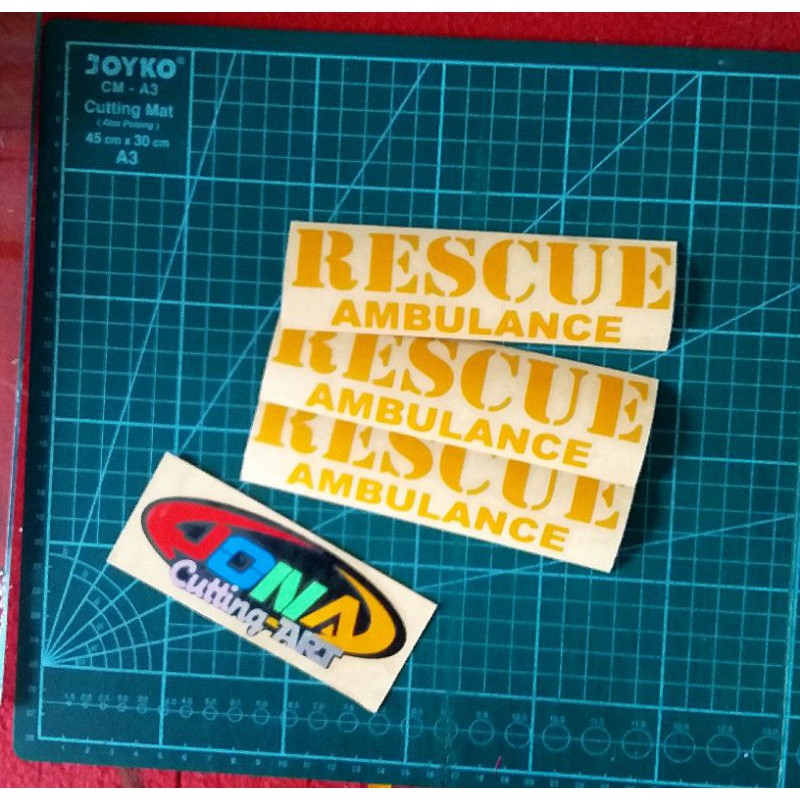 JOYKO®
CM - A3
Cutting Mat
( Alas Potong )
45 cm x 30 cm
A3
RESCUE
AMBULANCE
RESCUE
AMBULANCE
RESCUE
AMBULANCE
AONA
Cutting-ART